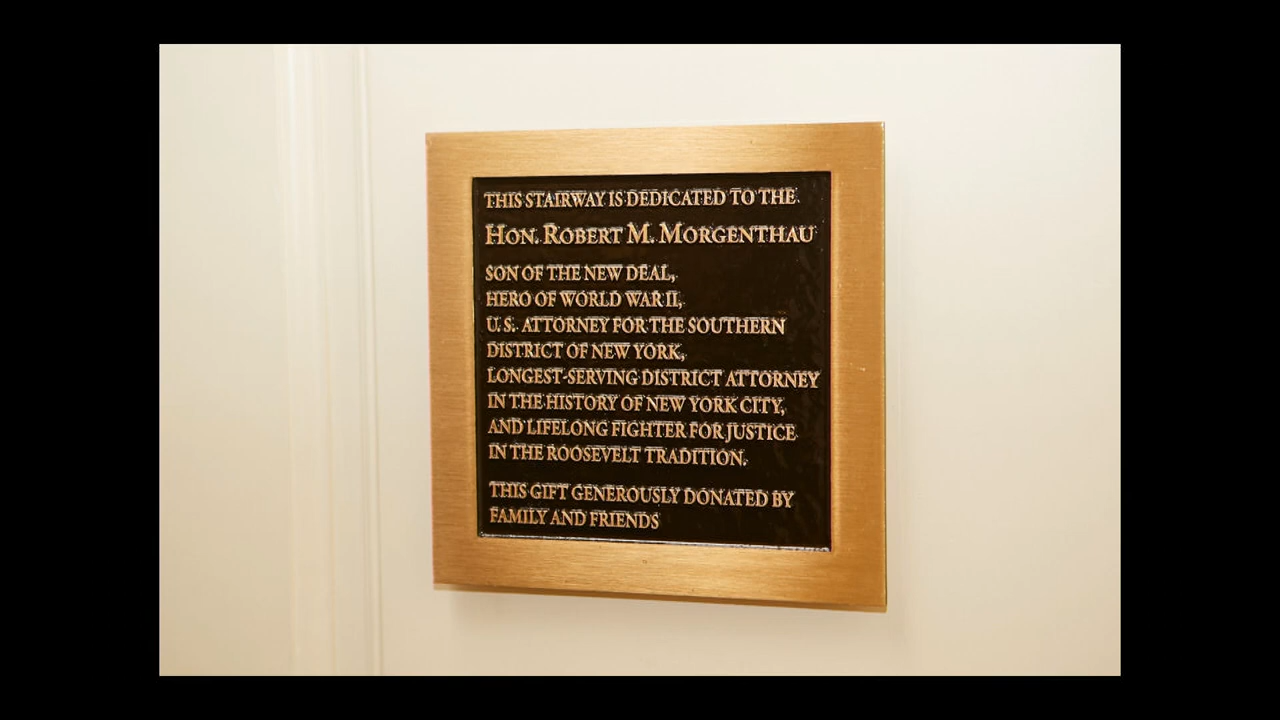 THIS STAIRWAY IS DEDICATED TO THE
HON. ROBERT M. MORGENTHAU
SON OF THE NEW DEAL,
HERO OF WORLD WAR II,
U.S. ATTORNEY FOR THE SOUTHERN
DISTRICT OF NEW YORK,
LONGEST-SERVING DISTRICT ATTORNEY
IN THE HISTORY OF NEW YORK CITY,
AND LIFELONG FIGHTER FOR JUSTICE
IN THE ROOSEVELT TRADITION.
THIS GIFT GENEROUSLY DONATED BY
FAMILY AND FRIENDS